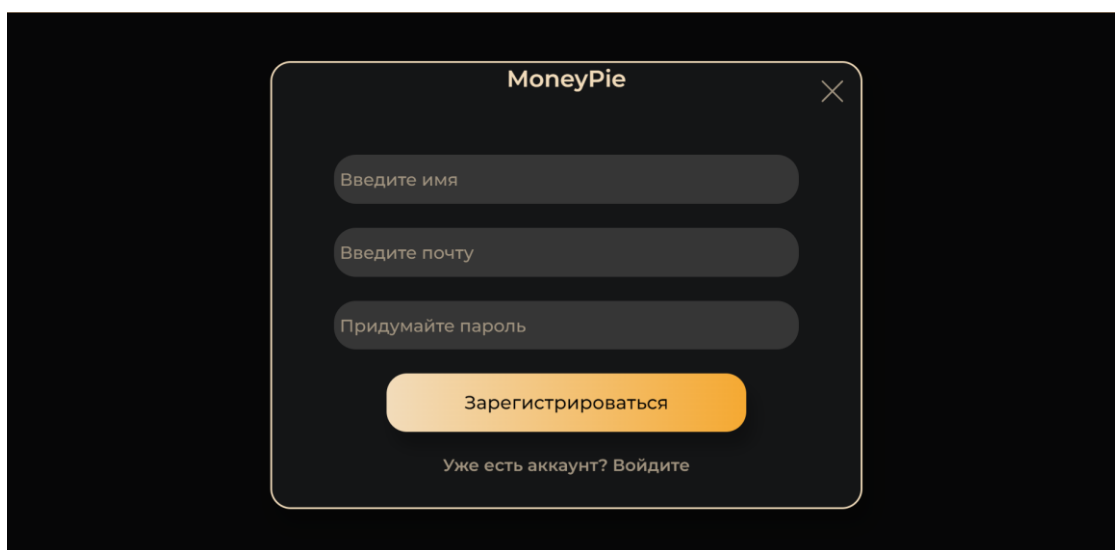 MoneyPie
Введите имя
Введите почту
Придумайте пароль
Зарегистрироваться
Уже есть аккаунт? Войдите